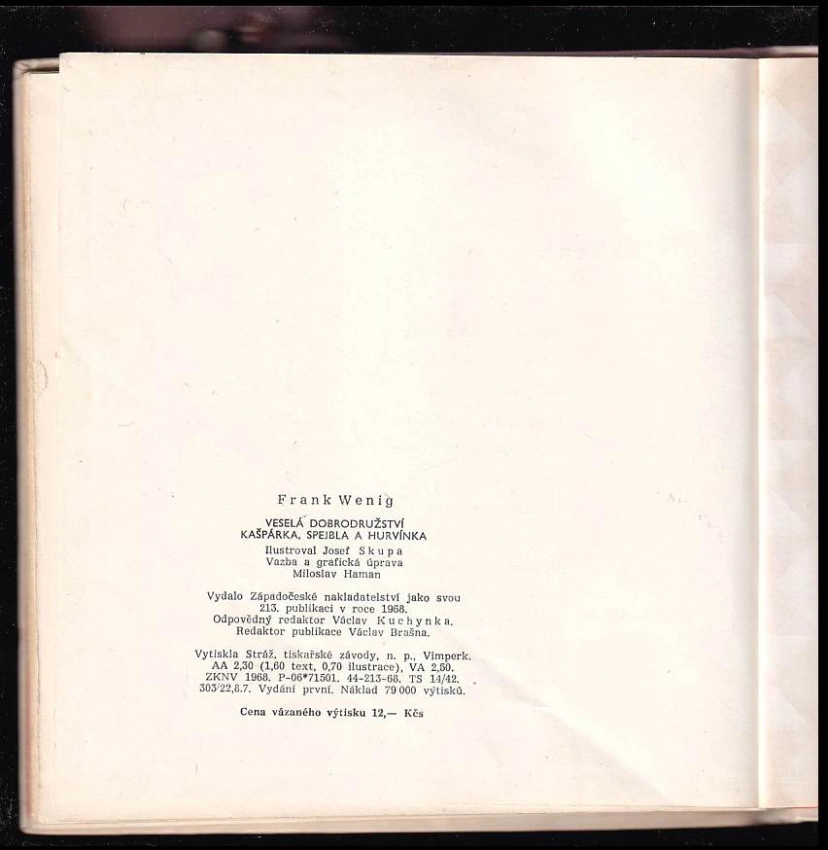 Frank Wenig
VESELÁ DOBRODRUŽSTVÍ
KAŠPÁRKA, SPEJBLA A HURVÍNKA
Ilustroval Josef Skupa
Vazba a grafická úprava
Miloslav Haman
Vydalo Západočeské nakladatelství jako svou
213. publikaci v roce 1968.
Odpovědný redaktor Václav Kuchynka.
Redaktor publikace Václav Brašna.
Vytiskla Stráž, tiskařské závody, n. p., Vimperk.
AA 2,30 (1,60 text, 0,70 ilustrace), VA 2,50.
ZKNV 1968. P-06*71501. 44-213-68. TS 14/42.
303/22,8.7. Vydání první. Náklad 79 000 výtisků.
Cena vázaného výtisku 12,— Kčs